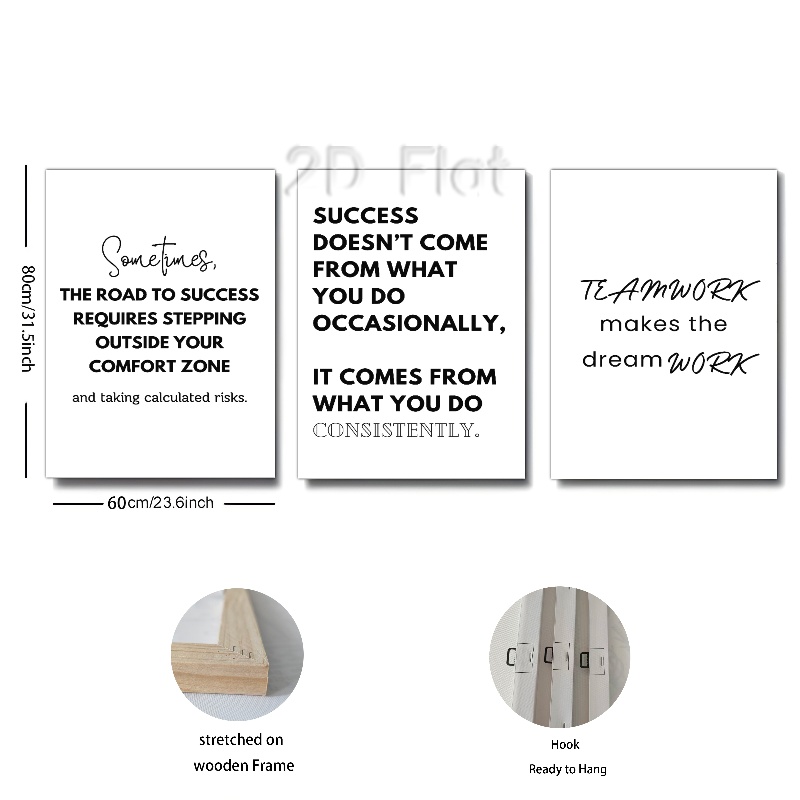 2D Flat
Sometimes,
THE ROAD TO SUCCESS
REQUIRES STEPPING
OUTSIDE YOUR
COMFORT ZONE
and taking calculated risks.
SUCCESS
DOESN'T COME
FROM WHAT
YOU DO
OCCASIONALLY,
IT COMES FROM
WHAT YOU DO
CONSISTENTLY.
TEAMWORK
makes the
dream WORK
80cm/31.5inch
60cm/23.6inch
stretched on
wooden Frame
Hook
Ready to Hang